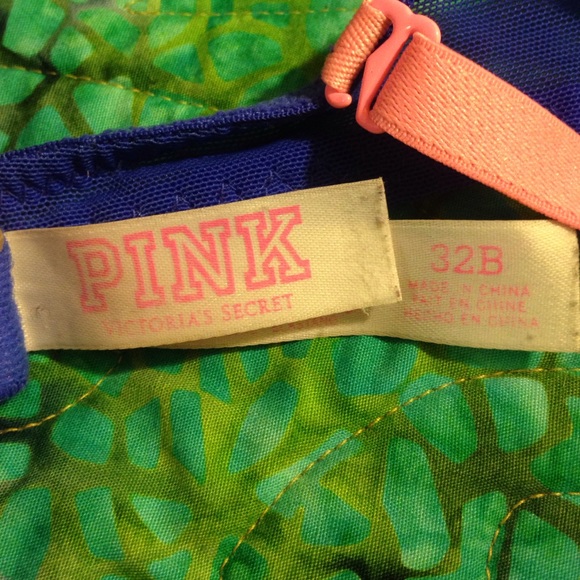 PINK
VICTORIA'S SECRET
32B
MADE IN CHINA
FAIT EN CHINE
HECHO EN CHINA